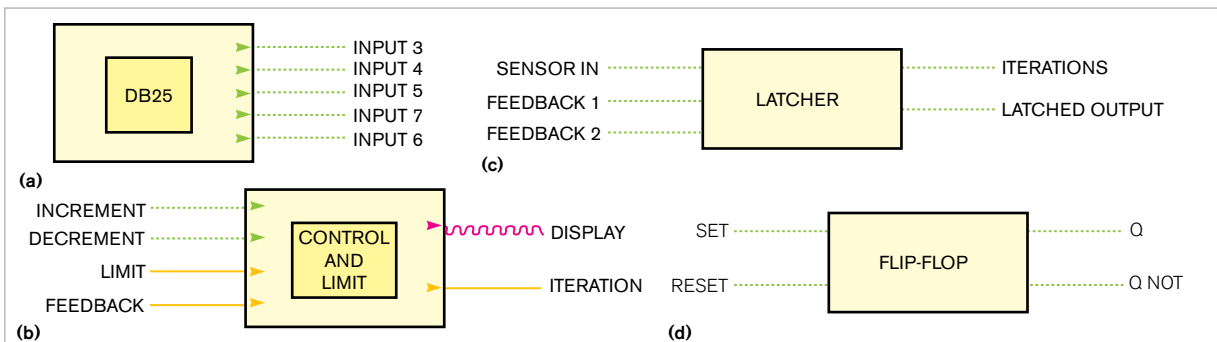 DB25
INPUT 3
INPUT 4
INPUT 5
INPUT 7
INPUT 6
(a)
SENSOR IN
FEEDBACK 1
FEEDBACK 2
LATCHER
ITERATIONS
LATCHED OUTPUT
(c)
INCREMENT
DECREMENT
LIMIT
FEEDBACK
CONTROL
AND
LIMIT
DISPLAY
ITERATION
(b)
SET
RESET
FLIP-FLOP
Q
Q NOT
(d)